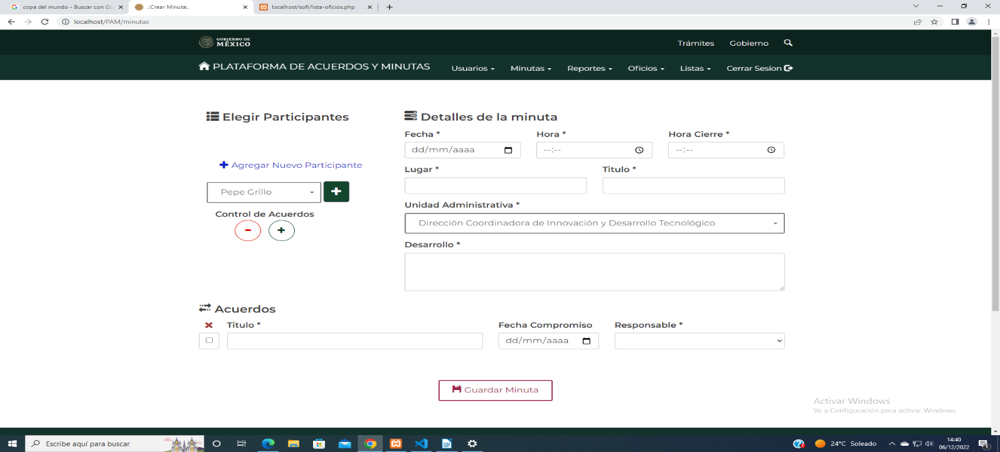 copa del mundo - Buscar con Go
.:Crear Minuta:.
localhost/sofi/lista-oficios.php
localhost/PAM/minutas
GOBIERNO DE
MÉXICO
Trámites Gobierno
PLATAFORMA DE ACUERDOS Y MINUTAS Usuarios Minutas Reportes Oficios Listas Cerrar Sesion
Elegir Participantes
Detalles de la minuta
Fecha * Hora * Hora Cierre *
dd/mm/aaaa --:-- --:--
Agregar Nuevo Participante
Lugar * Titulo *
Pepe Grillo
Unidad Administrativa *
Control de Acuerdos
Dirección Coordinadora de Innovación y Desarrollo Tecnológico
Desarrollo *
Acuerdos
Titulo * Fecha Compromiso Responsable *
dd/mm/aaaa
Guardar Minuta
Activar Windows
Ve a Configuración para activar Windows.
Escribe aquí para buscar
24°C Soleado
14:40
06/12/2022
1